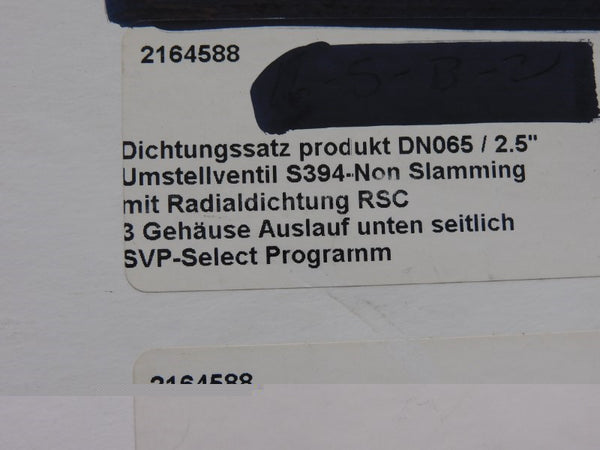 2164588
Dichtungssatz produkt DN065 / 2.5"
Umstellventil S394-Non Slamming
mit Radialdichtung RSC
3 Gehäuse Auslauf unten seitlich
SVP-Select Programm
2164588